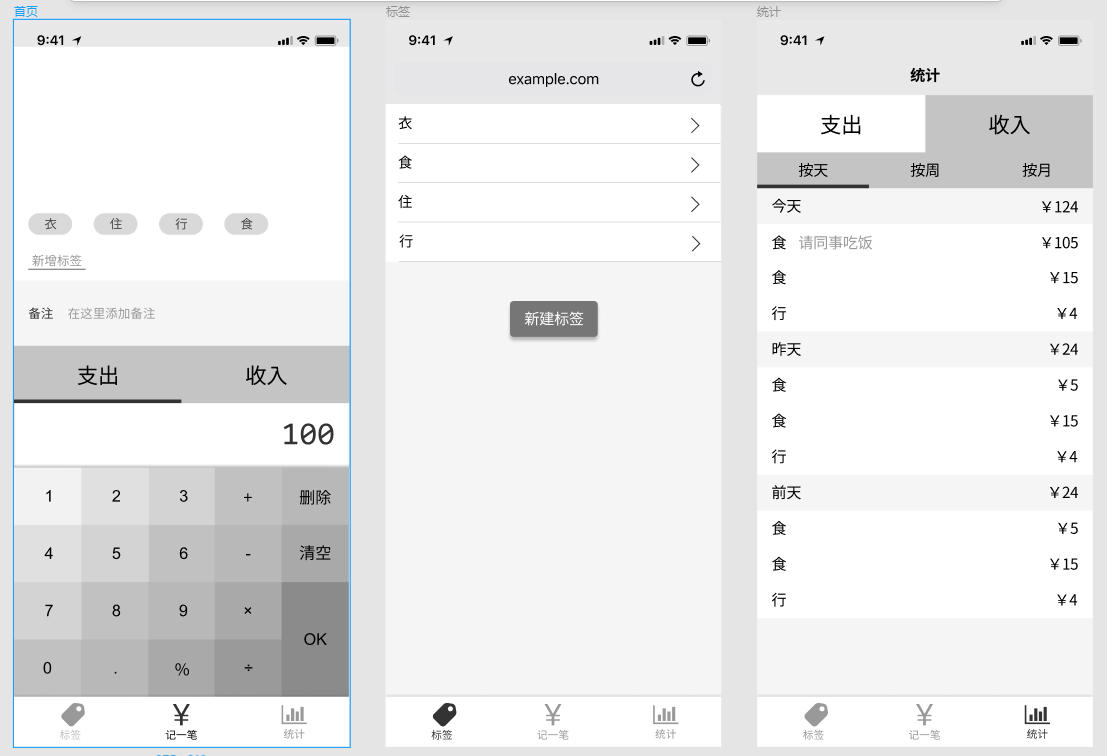 首页
9:41
衣 住 行 食
新增标签
备注 在这里添加备注
支出 收入
100
1 2 3 + 删除
4 5 6 - 清空
7 8 9 × OK
0 . % ÷
标签 记一笔 统计
标签
9:41
example.com
衣
食
住
行
新建标签
标签 记一笔 统计
统计
9:41
统计
支出 收入
按天 按周 按月
今天 ￥124
食 请同事吃饭 ￥105
食 ￥15
行 ￥4
昨天 ￥24
食 ￥5
食 ￥15
行 ￥4
前天 ￥24
食 ￥5
食 ￥15
行 ￥4
标签 记一笔 统计